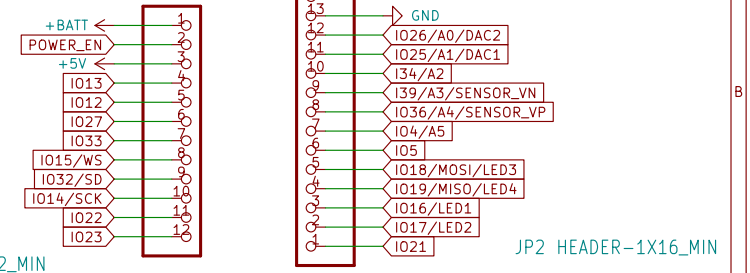 +BATT 1
POWER_EN 2
+5V 3
IO13 4
IO12 5
IO27 6
IO33 7
IO15/WS 8
IO32/SD 9
IO14/SCK 10
IO22 11
IO23 12
2_MIN
13 GND
12 IO26/A0/DAC2
11 IO25/A1/DAC1
10 I34/A2
9 I39/A3/SENSOR_VN
8 IO36/A4/SENSOR_VP
7 IO4/A5
6 IO5
5 IO18/MOSI/LED3
4 IO19/MISO/LED4
3 IO16/LED1
2 IO17/LED2
1 IO21
JP2 HEADER-1X16_MIN
B